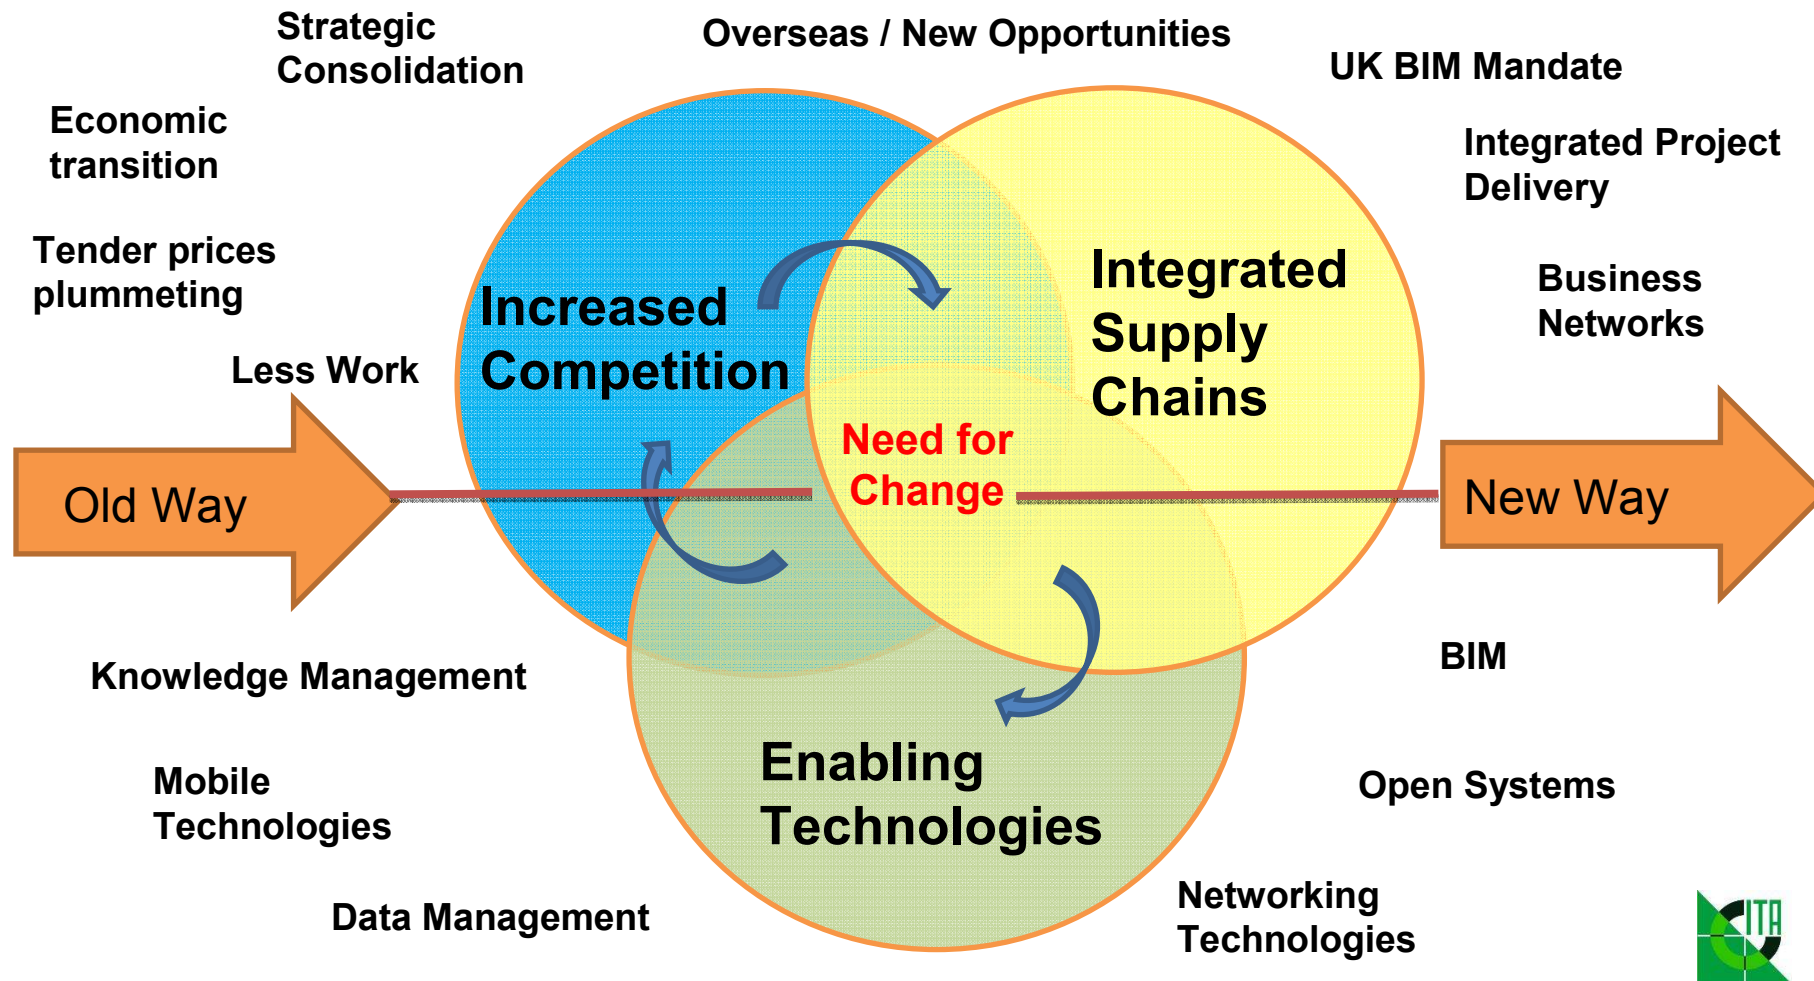 Strategic
Consolidation
Overseas / New Opportunities
UK BIM Mandate
Economic
transition
Integrated Project
Delivery
Tender prices
plummeting
Increased
Competition
Integrated
Supply
Chains
Business
Networks
Less Work
Need for
Change
Old Way
New Way
Knowledge Management
BIM
Mobile
Technologies
Enabling
Technologies
Open Systems
Data Management
Networking
Technologies
CITA